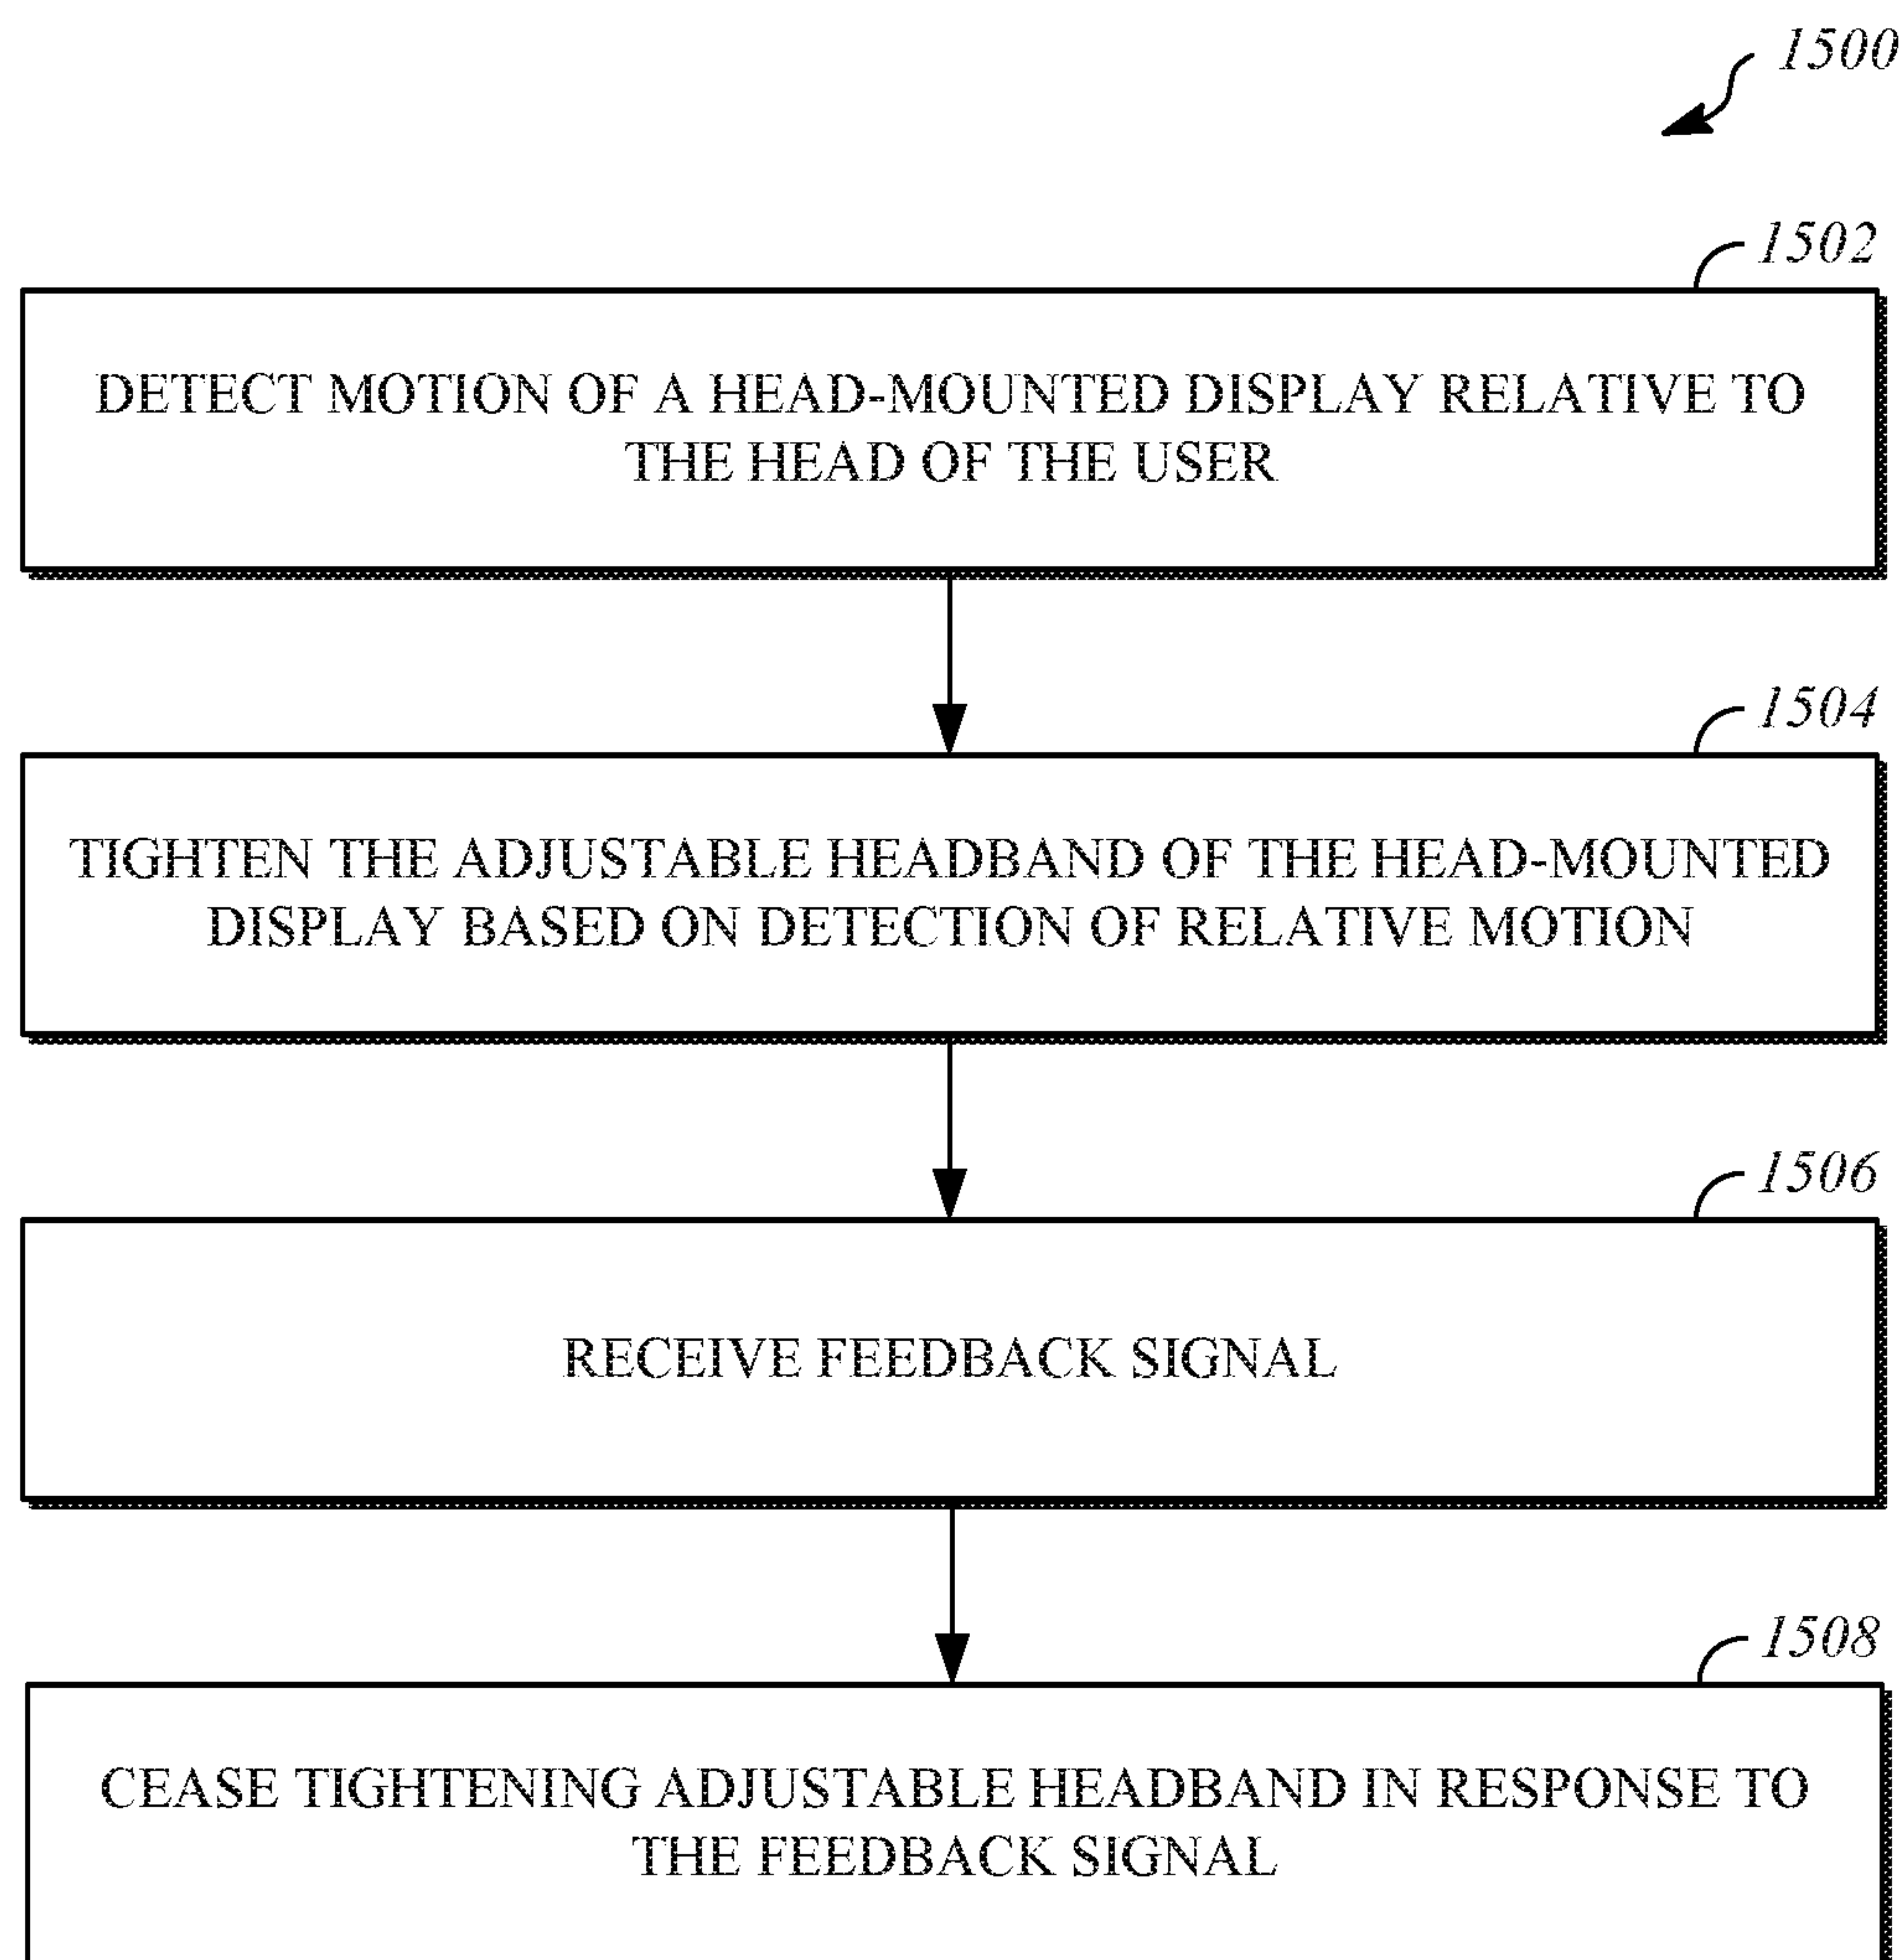 1500
1502
DETECT MOTION OF A HEAD-MOUNTED DISPLAY RELATIVE TO
THE HEAD OF THE USER
1504
TIGHTEN THE ADJUSTABLE HEADBAND OF THE HEAD-MOUNTED
DISPLAY BASED ON DETECTION OF RELATIVE MOTION
1506
RECEIVE FEEDBACK SIGNAL
1508
CEASE TIGHTENING ADJUSTABLE HEADBAND IN RESPONSE TO
THE FEEDBACK SIGNAL